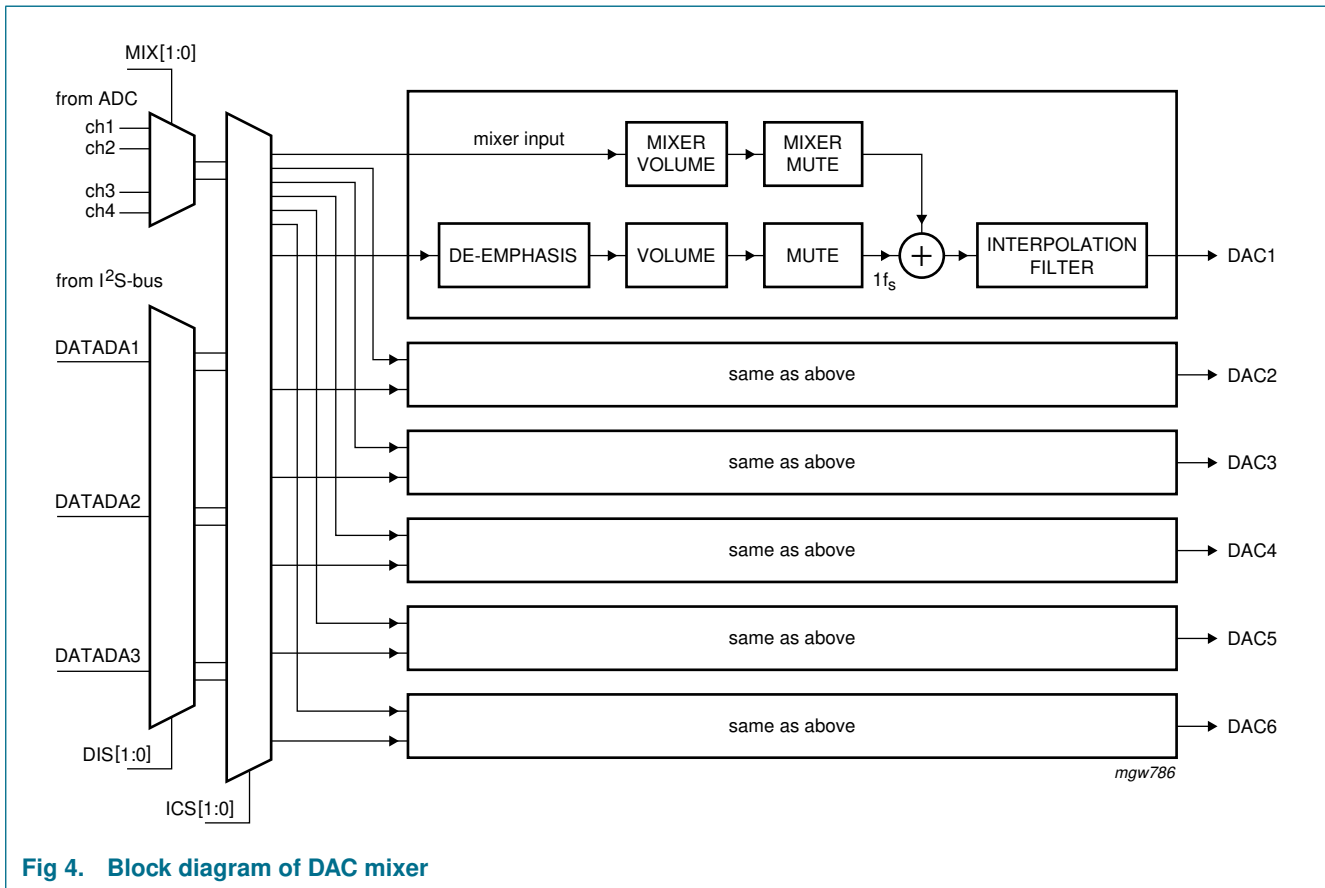 MIX[1:0]
from ADC
ch1
ch2
ch3
ch4
from I²S-bus
DATADA1
DATADA2
DATADA3
DIS[1:0]
ICS[1:0]
mixer input
MIXER
VOLUME
MIXER
MUTE
DE-EMPHASIS
VOLUME
MUTE
1fₛ
+
INTERPOLATION
FILTER
DAC1
same as above
DAC2
same as above
DAC3
same as above
DAC4
same as above
DAC5
same as above
DAC6
mgw786
Fig 4. Block diagram of DAC mixer